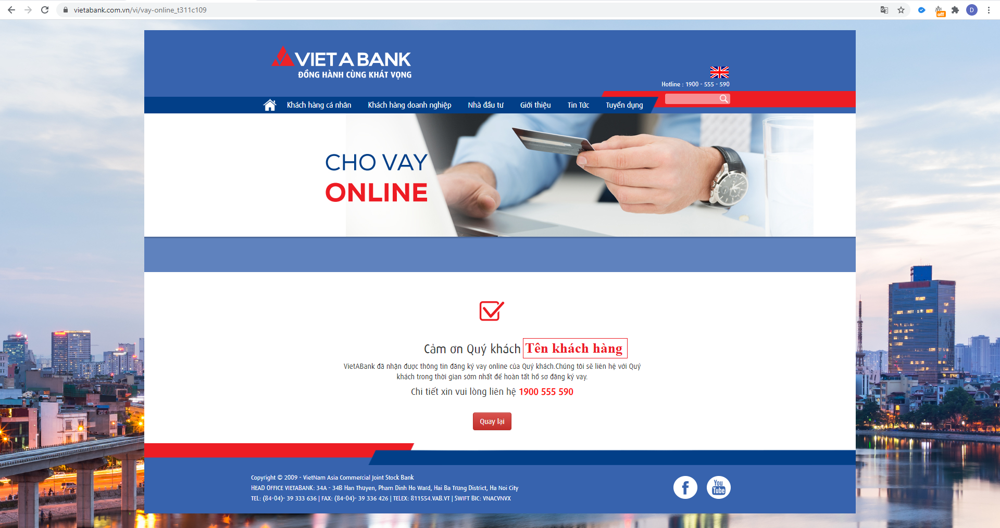 vietabank.com.vn/vi/vay-online_t311c109
off
D
VIETABANK
ĐỒNG HÀNH CÙNG KHÁT VỌNG
Hotline : 1900 - 555 - 590
Khách hàng cá nhân Khách hàng doanh nghiệp Nhà đầu tư Giới thiệu Tin Tức Tuyển dụng
CHO VAY
ONLINE
Cảm ơn Quý khách Tên khách hàng
VietABank đã nhận được thông tin đăng ký vay online của Quý khách.Chúng tôi sẽ liên hệ với Quý
khách trong thời gian sớm nhất để hoàn tất hồ sơ đăng ký vay.
Chi tiết xin vui lòng liên hệ 1900 555 590
Quay lại
Copyright © 2009 - VietNam Asia Commercial Joint Stock Bank
HEAD OFFICE VIETABANK: 34A - 34B Han Thuyen, Pham Dinh Ho Ward, Hai Ba Trung District, Ha Noi City
TEL: (84-04)- 39 333 636 | FAX: (84-04)- 39 336 426 | TELEX: 811554.VAB.VT | SWIFT BIC: VNACVNVX
f
You
Tube